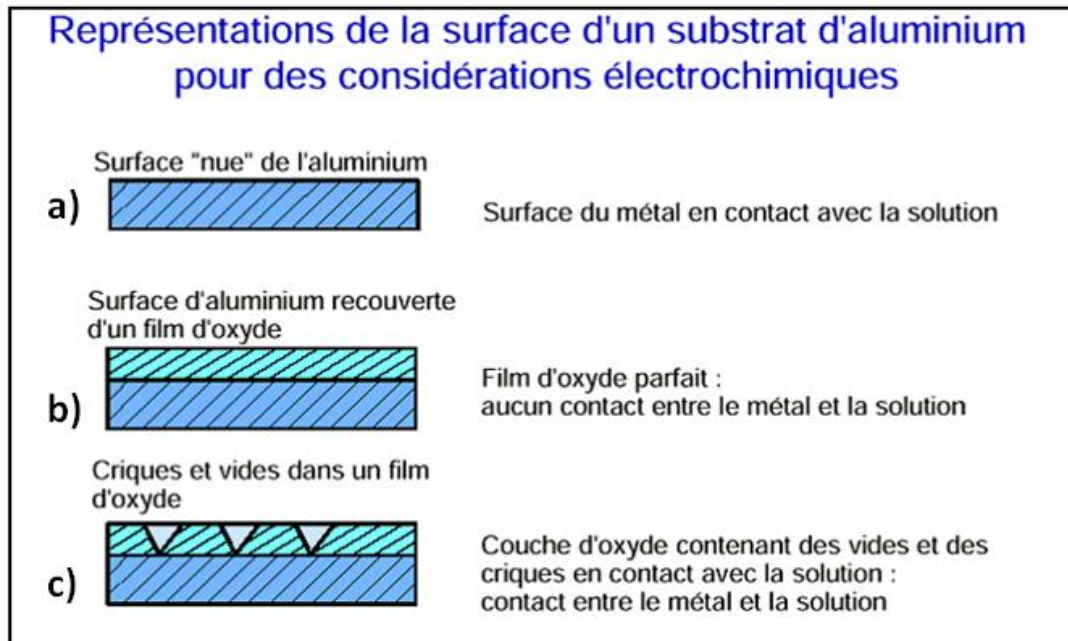 Représentations de la surface d'un substrat d'aluminium
pour des considérations électrochimiques
Surface "nue" de l'aluminium
a)
Surface du métal en contact avec la solution
Surface d'aluminium recouverte
d'un film d'oxyde
b)
Film d'oxyde parfait :
aucun contact entre le métal et la solution
Criques et vides dans un film
d'oxyde
c)
Couche d'oxyde contenant des vides et des
criques en contact avec la solution :
contact entre le métal et la solution